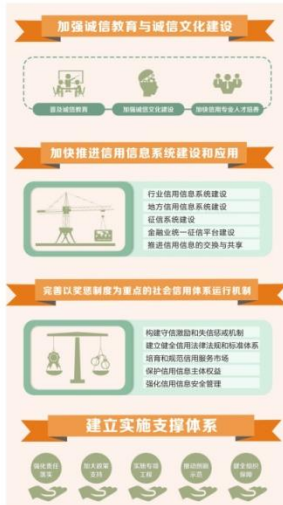 加强诚信教育与诚信文化建设
普及诚信教育
加强诚信文化建设
加快信用专业人才培养
加快推进信用信息系统建设和应用
行业信用信息系统建设
地方信用信息系统建设
征信系统建设
金融业统一征信平台建设
推进信用信息的交换与共享
完善以奖惩制度为重点的社会信用体系运行机制
构建守信激励和失信惩戒机制
建立健全信用法律法规和标准体系
培育和规范信用服务市场
保护信用信息主体权益
强化信用信息安全管理
建立实施支撑体系
强化责任
落实
加大政策
支持
实施专项
工程
推动创新
示范
健全组织
保障